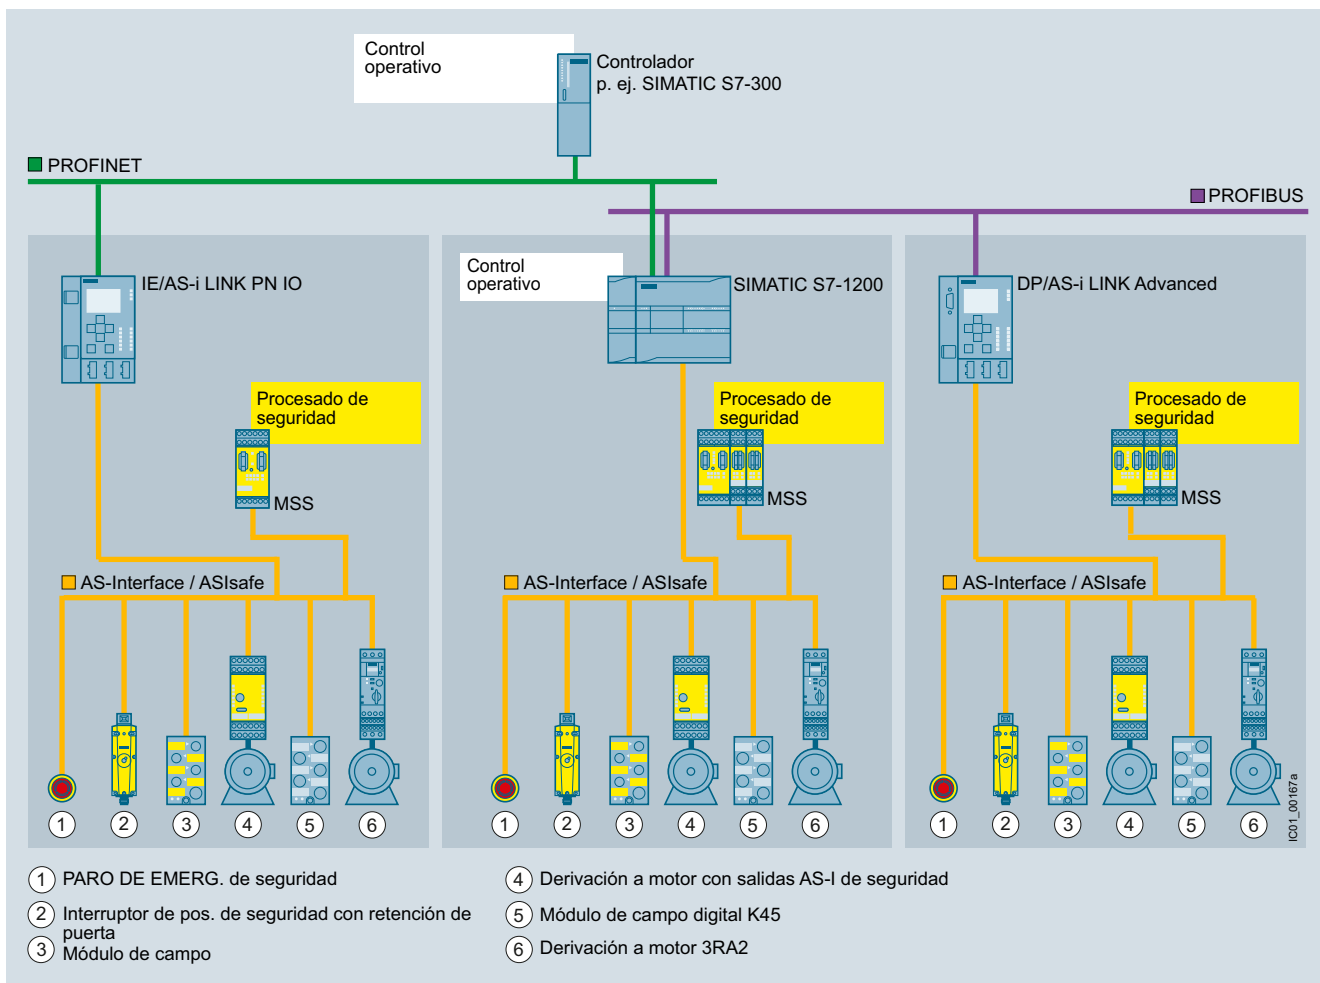 Control
operativo
Controlador
p. ej. SIMATIC S7-300
PROFINET
PROFIBUS
IE/AS-i LINK PN IO
Control
operativo
SIMATIC S7-1200
DP/AS-i LINK Advanced
Procesado de
seguridad
MSS
Procesado de
seguridad
MSS
Procesado de
seguridad
MSS
AS-Interface / ASIsafe
AS-Interface / ASIsafe
AS-Interface / ASIsafe
1 2 3 4 5 6
1 2 3 4 5 6
1 2 3 4 5 6
IC01_00167a
1 PARO DE EMERG. de seguridad
2 Interruptor de pos. de seguridad con retención de
puerta
3 Módulo de campo
4 Derivación a motor con salidas AS-I de seguridad
5 Módulo de campo digital K45
6 Derivación a motor 3RA2